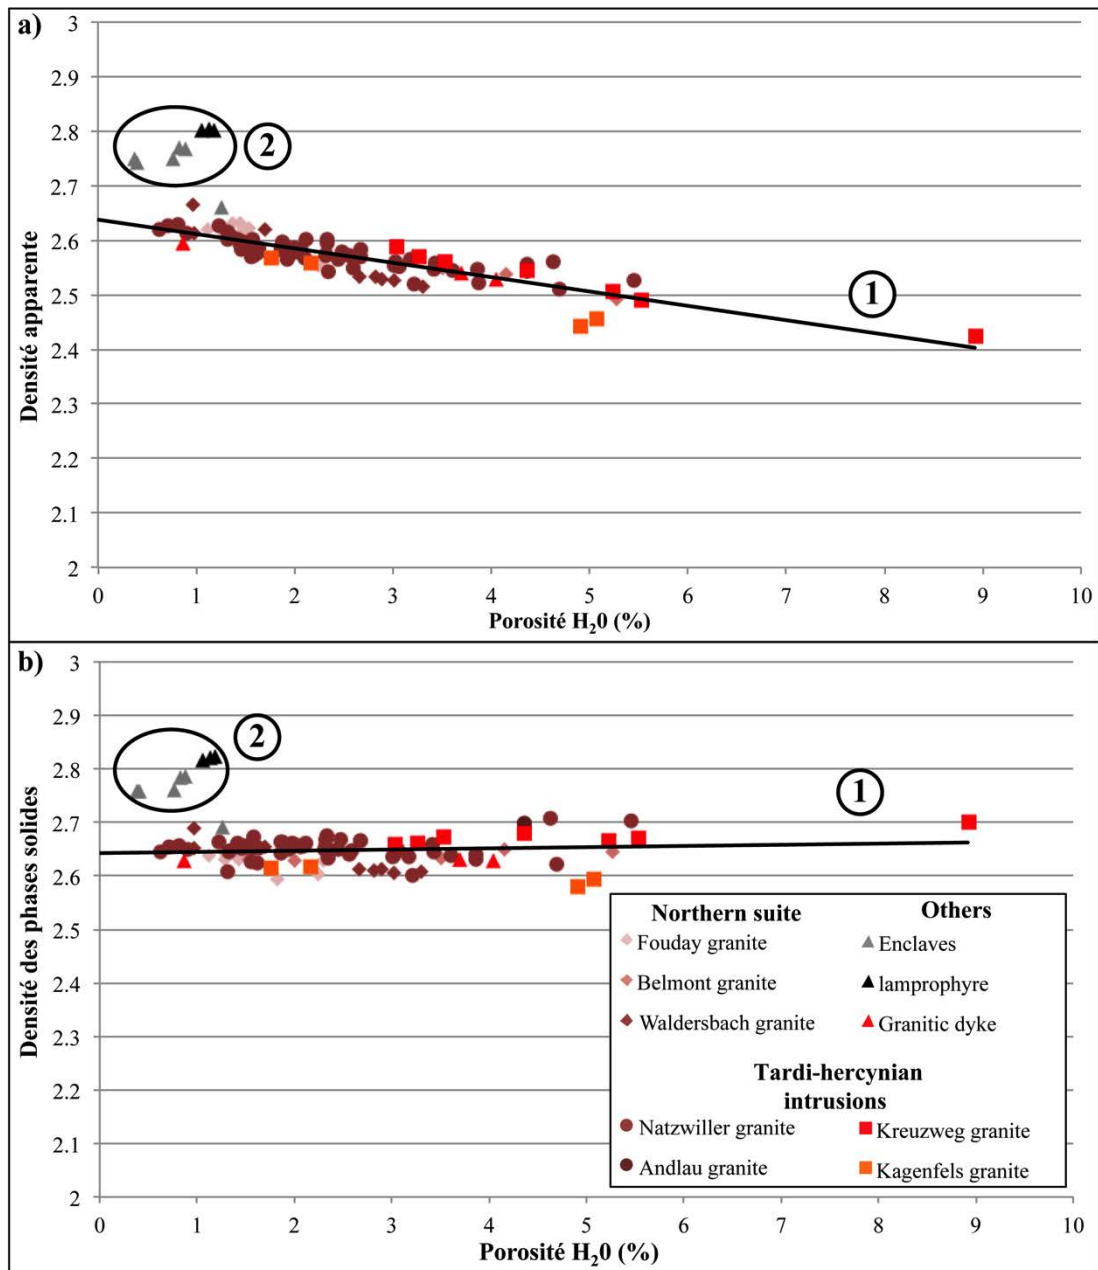 a)
3
2.9
2.8
2.7
2.6
2.5
2.4
2.3
2.2
2.1
2
Densité apparente
2
1
0 1 2 3 4 5 6 7 8 9 10
Porosité H₂0 (%)
b)
3
2.9
2.8
2.7
2.6
2.5
2.4
2.3
2.2
2.1
2
Densité des phases solides
2
1
Northern suite
Fouday granite
Belmont granite
Waldersbach granite
Others
Enclaves
lamprophyre
Granitic dyke
Tardi-hercynian
intrusions
Natzwiller granite
Andlau granite
Kreuzweg granite
Kagenfels granite
0 1 2 3 4 5 6 7 8 9 10
Porosité H₂0 (%)